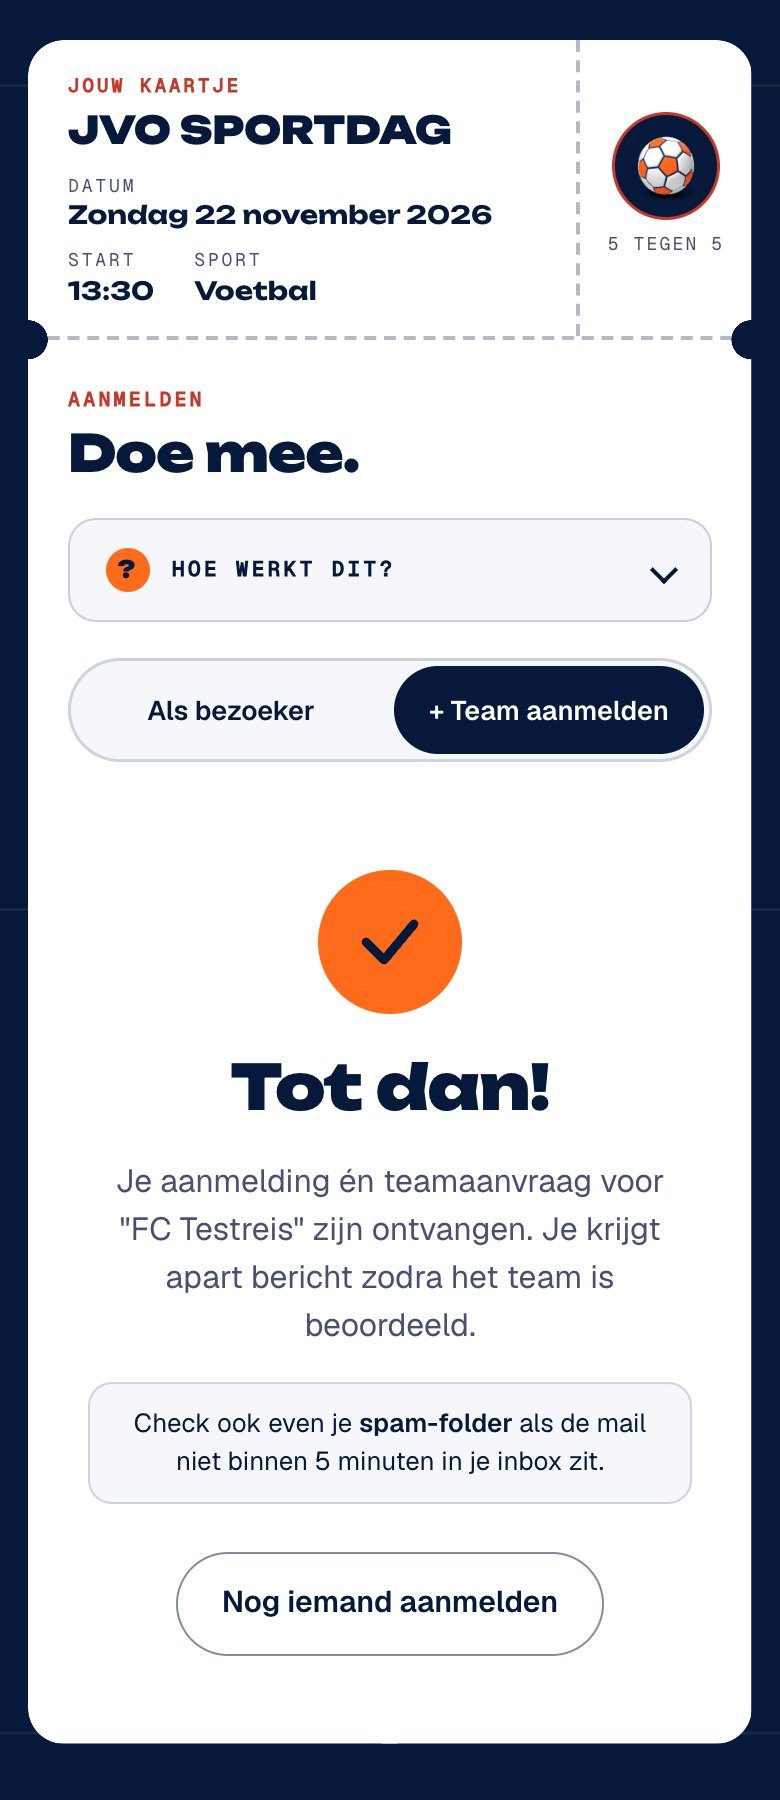 JOUW KAARTJE
JVO SPORTDAG
DATUM
Zondag 22 november 2026
START
13:30
SPORT
Voetbal
5 TEGEN 5
AANMELDEN
Doe mee.
? HOE WERKT DIT?
Als bezoeker
+ Team aanmelden
Tot dan!
Je aanmelding én teamaanvraag voor
"FC Testreis" zijn ontvangen. Je krijgt
apart bericht zodra het team is
beoordeeld.
Check ook even je spam-folder als de mail
niet binnen 5 minuten in je inbox zit.
Nog iemand aanmelden